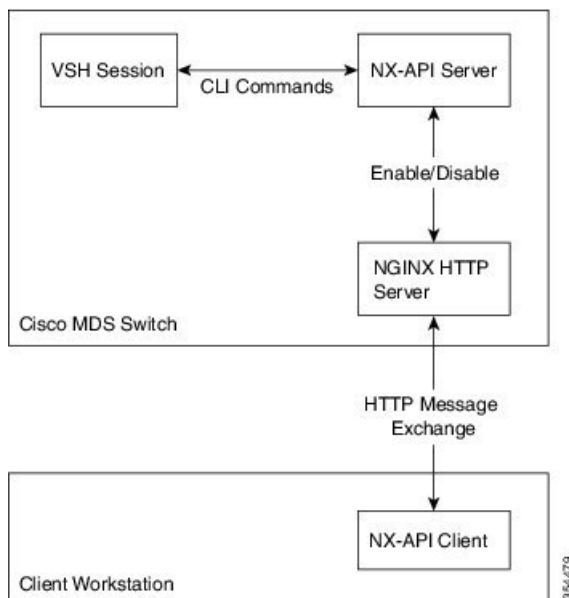 VSH Session
CLI Commands
NX-API Server
Enable/Disable
NGINX HTTP
Server
Cisco MDS Switch
HTTP Message
Exchange
NX-API Client
Client Workstation
354479